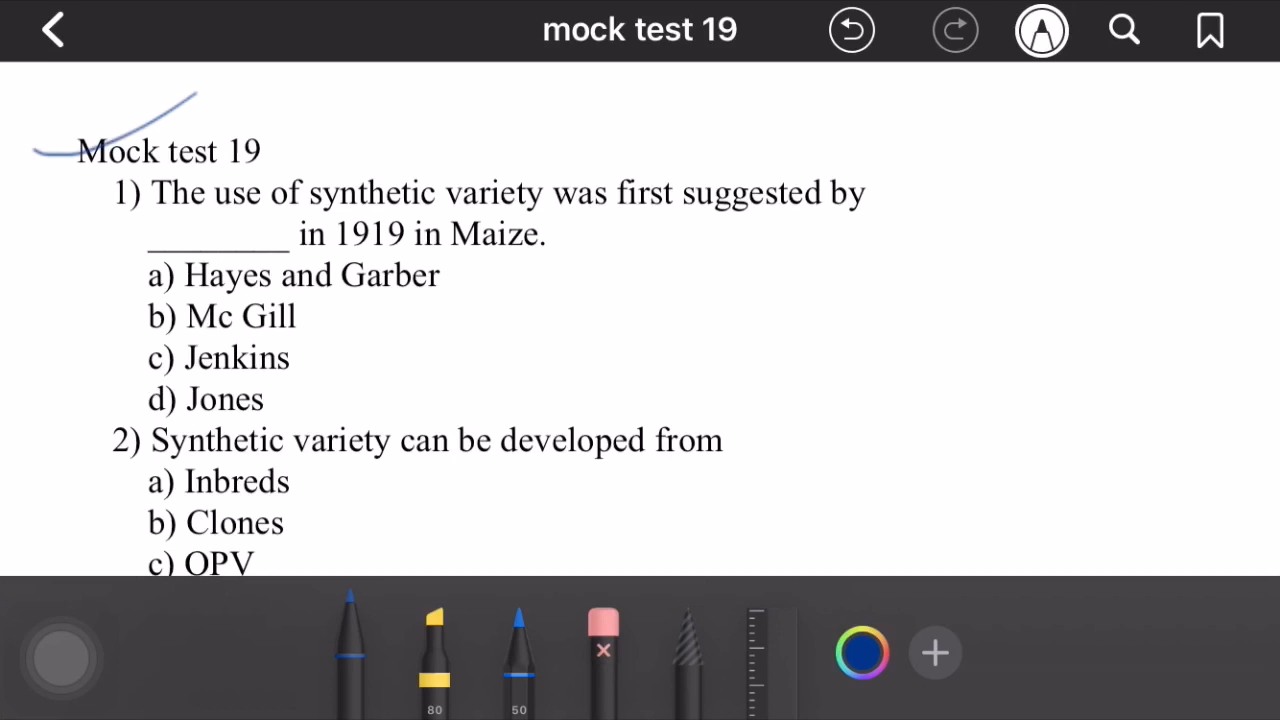 mock test 19
Mock test 19
1) The use of synthetic variety was first suggested by
________ in 1919 in Maize.
a) Hayes and Garber
b) Mc Gill
c) Jenkins
d) Jones
2) Synthetic variety can be developed from
a) Inbreds
b) Clones
c) OPV
80
50